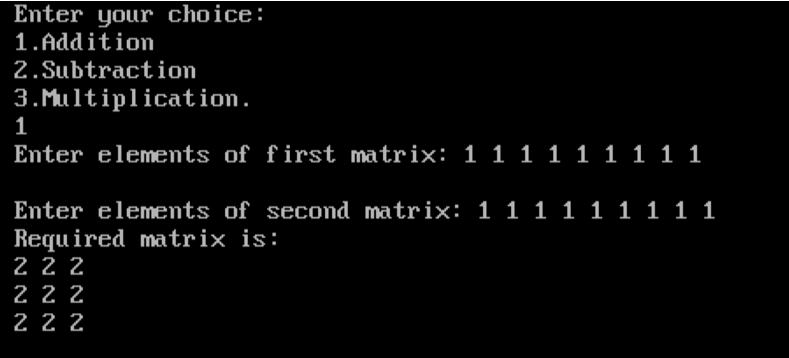 Enter your choice:
1.Addition
2.Subtraction
3.Multiplication.
1
Enter elements of first matrix: 1 1 1 1 1 1 1 1 1
Enter elements of second matrix: 1 1 1 1 1 1 1 1 1
Required matrix is:
2 2 2
2 2 2
2 2 2